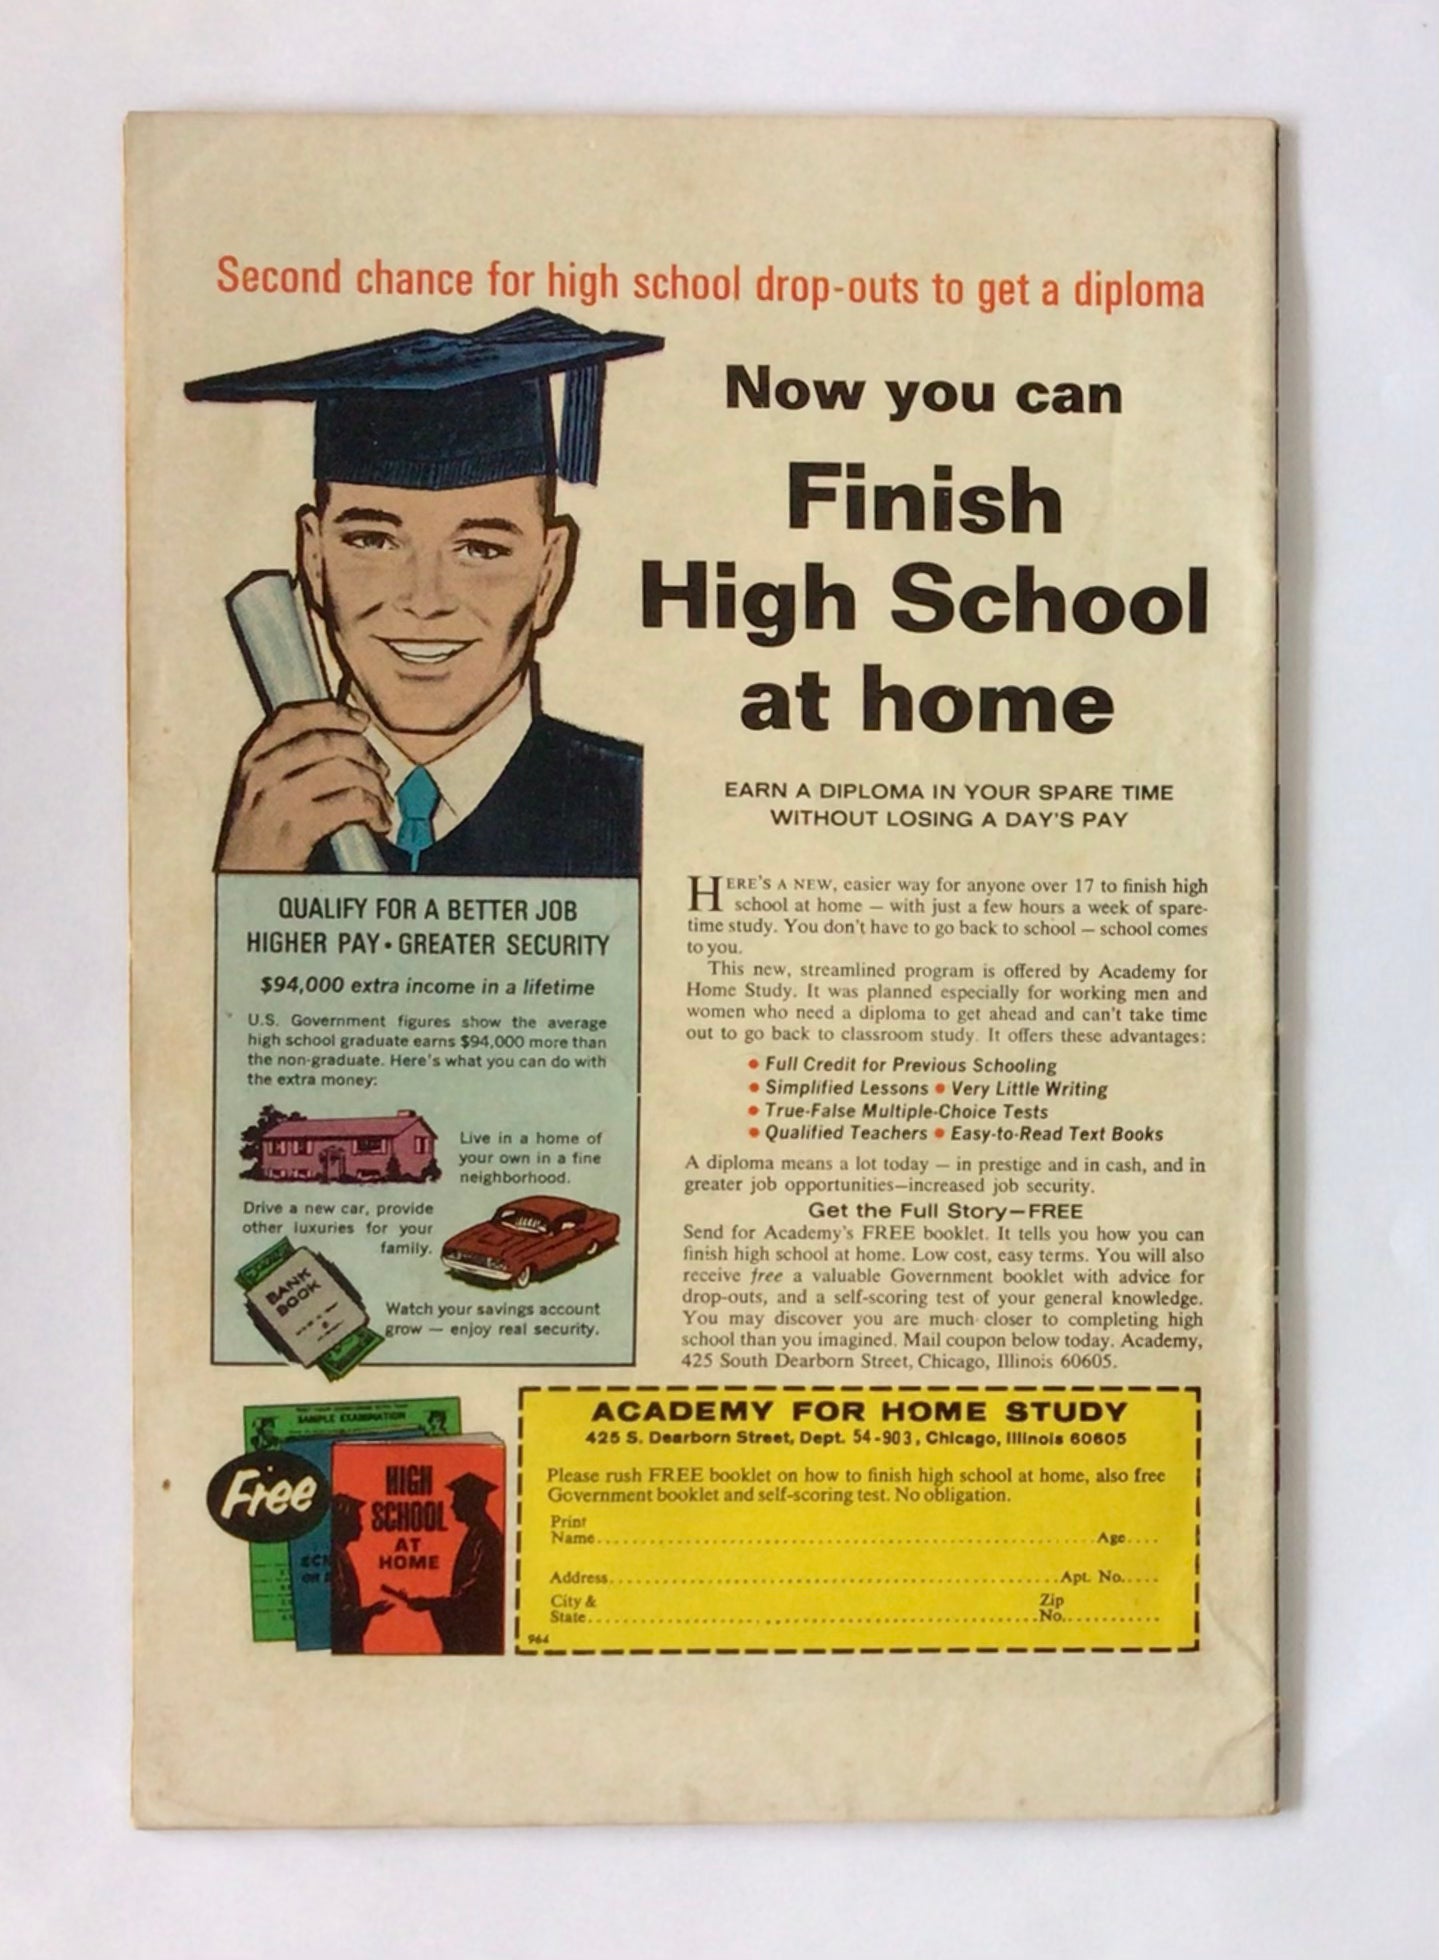 Second chance for high school drop-outs to get a diploma
Now you can
Finish
High School
at home
EARN A DIPLOMA IN YOUR SPARE TIME
WITHOUT LOSING A DAY'S PAY
QUALIFY FOR A BETTER JOB
HIGHER PAY • GREATER SECURITY
$94,000 extra income in a lifetime
U.S. Government figures show the average
high school graduate earns $94,000 more than
the non-graduate. Here's what you can do with
the extra money:
Live in a home of
your own in a fine
neighborhood.
Drive a new car, provide
other luxuries for your
family.
BANK
BOOK
Watch your savings account
grow — enjoy real security.
HERE'S A NEW, easier way for anyone over 17 to finish high
school at home — with just a few hours a week of spare-
time study. You don't have to go back to school — school comes
to you.
This new, streamlined program is offered by Academy for
Home Study. It was planned especially for working men and
women who need a diploma to get ahead and can't take time
out to go back to classroom study. It offers these advantages:
• Full Credit for Previous Schooling
• Simplified Lessons • Very Little Writing
• True-False Multiple-Choice Tests
• Qualified Teachers • Easy-to-Read Text Books
A diploma means a lot today — in prestige and in cash, and in
greater job opportunities—increased job security.
Get the Full Story—FREE
Send for Academy's FREE booklet. It tells you how you can
finish high school at home. Low cost, easy terms. You will also
receive free a valuable Government booklet with advice for
drop-outs, and a self-scoring test of your general knowledge.
You may discover you are much closer to completing high
school than you imagined. Mail coupon below today. Academy,
425 South Dearborn Street, Chicago, Illinois 60605.
SAMPLE EXAMINATION
Free
HIGH
SCHOOL
AT
HOME
ACADEMY FOR HOME STUDY
425 S. Dearborn Street, Dept. 54-903, Chicago, Illinois 60605
Please rush FREE booklet on how to finish high school at home, also free
Government booklet and self-scoring test. No obligation.
Print
Name.......... Age....
Address.......... Apt. No.....
City & Zip
State.......... No..........
964